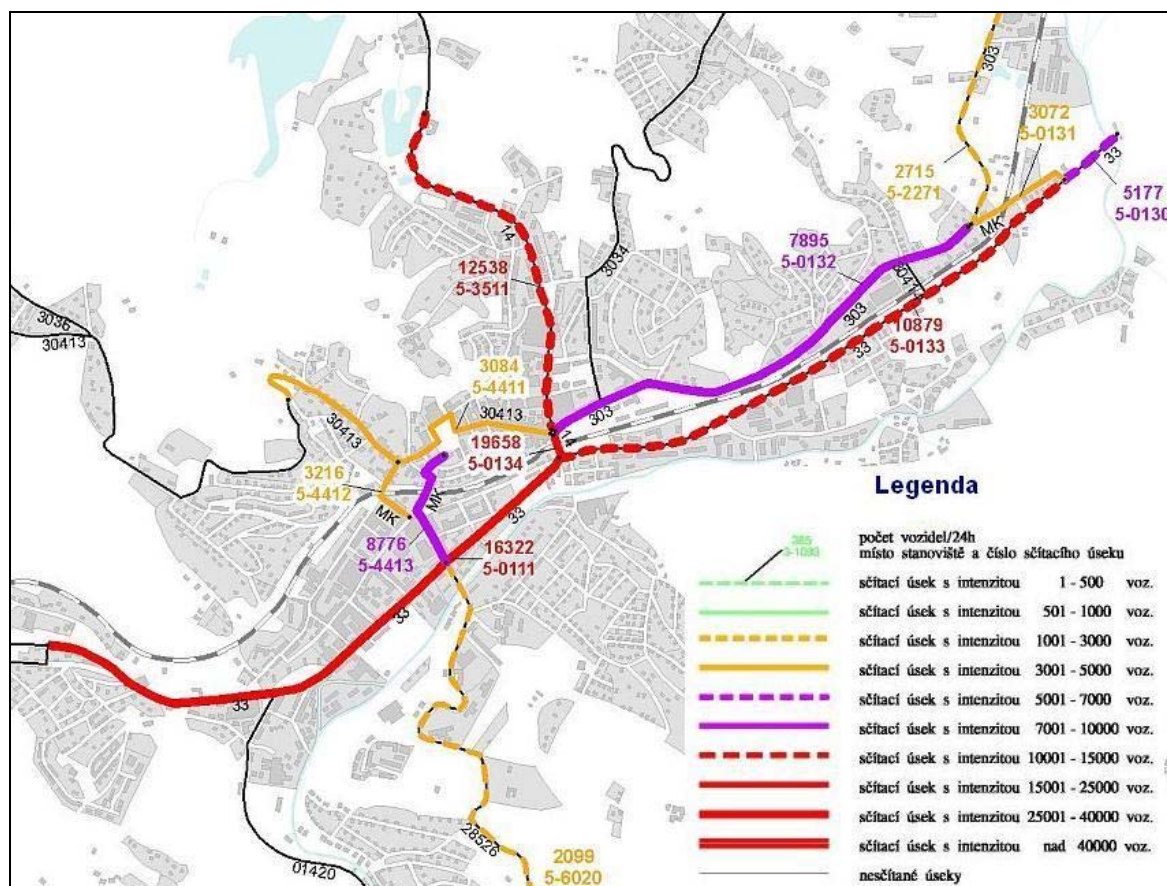 303
3072
5-0131
33
2715
5-2271
5177
5-0130
MK
14
3034
7895
5-0132
12538
5-3511
30414
303
10879
5-0133
33
3036
30413
3084
5-4411
30413
303
30413
14
19658
5-0134
3216
5-4412
MK
MK
33
8776
5-4413
16322
5-0111
33
33
28526
2099
5-6020
01420
Legenda
počet vozidel/24h
místo stanoviště a číslo sčítacího úseku
sčítací úsek s intenzitou 1 - 500 voz.
sčítací úsek s intenzitou 501 - 1000 voz.
sčítací úsek s intenzitou 1001 - 3000 voz.
sčítací úsek s intenzitou 3001 - 5000 voz.
sčítací úsek s intenzitou 5001 - 7000 voz.
sčítací úsek s intenzitou 7001 - 10000 voz.
sčítací úsek s intenzitou 10001 - 15000 voz.
sčítací úsek s intenzitou 15001 - 25000 voz.
sčítací úsek s intenzitou 25001 - 40000 voz.
sčítací úsek s intenzitou nad 40000 voz.
nesčítané úseky